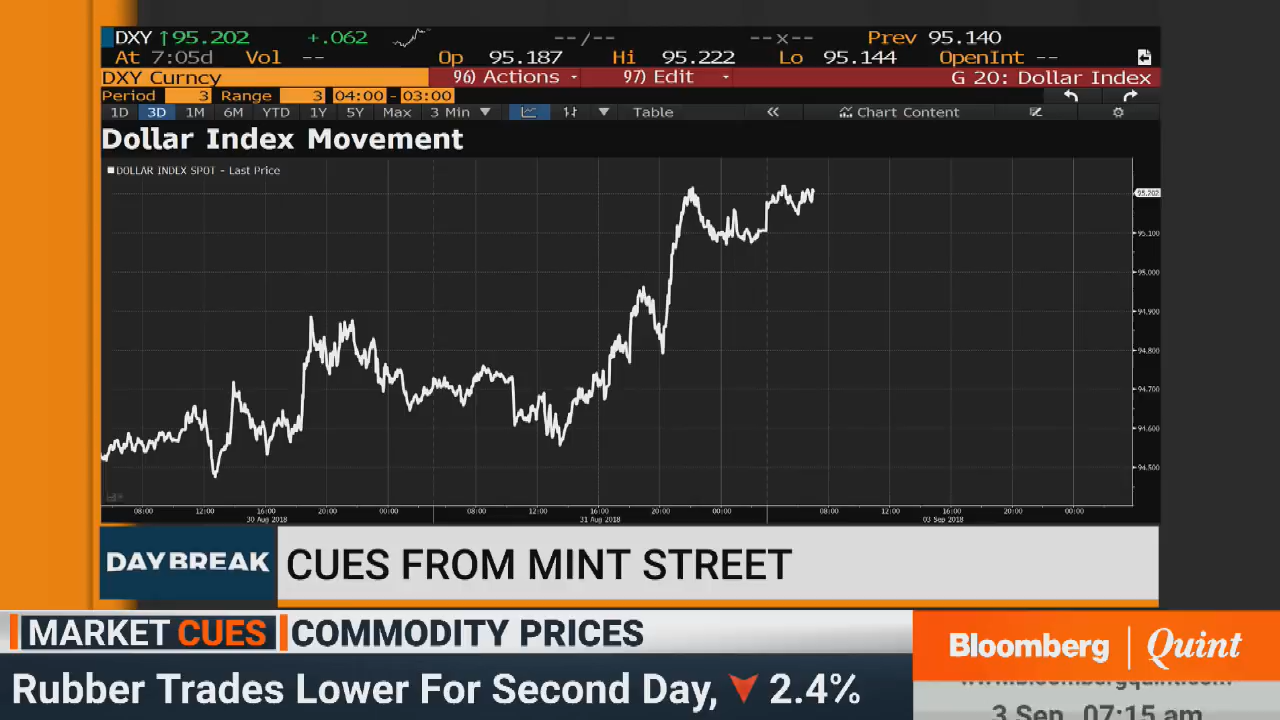 DXY ↑95.202 +.062 --/-- --x-- Prev 95.140
At 7:05d Vol -- Op 95.187 Hi 95.222 Lo 95.144 OpenInt --
DXY Curncy 96) Actions 97) Edit G 20: Dollar Index
Period 3 Range 3 04:00 - 03:00
1D 3D 1M 6M YTD 1Y 5Y Max 3 Min Table « Chart Content
Dollar Index Movement
DOLLAR INDEX SPOT - Last Price
95.202
95.100
95.000
94.900
94.800
94.700
94.600
94.500
08:00 12:00 16:00 20:00 00:00 08:00 12:00 16:00 20:00 00:00 08:00 12:00 16:00 20:00 00:00
30 Aug 2018 31 Aug 2018 03 Sep 2018
DAYBREAK CUES FROM MINT STREET
MARKET CUES COMMODITY PRICES
Rubber Trades Lower For Second Day, ▼ 2.4%
Bloomberg | Quint
www.bloombergquint.com
3 Sep 07:15 am